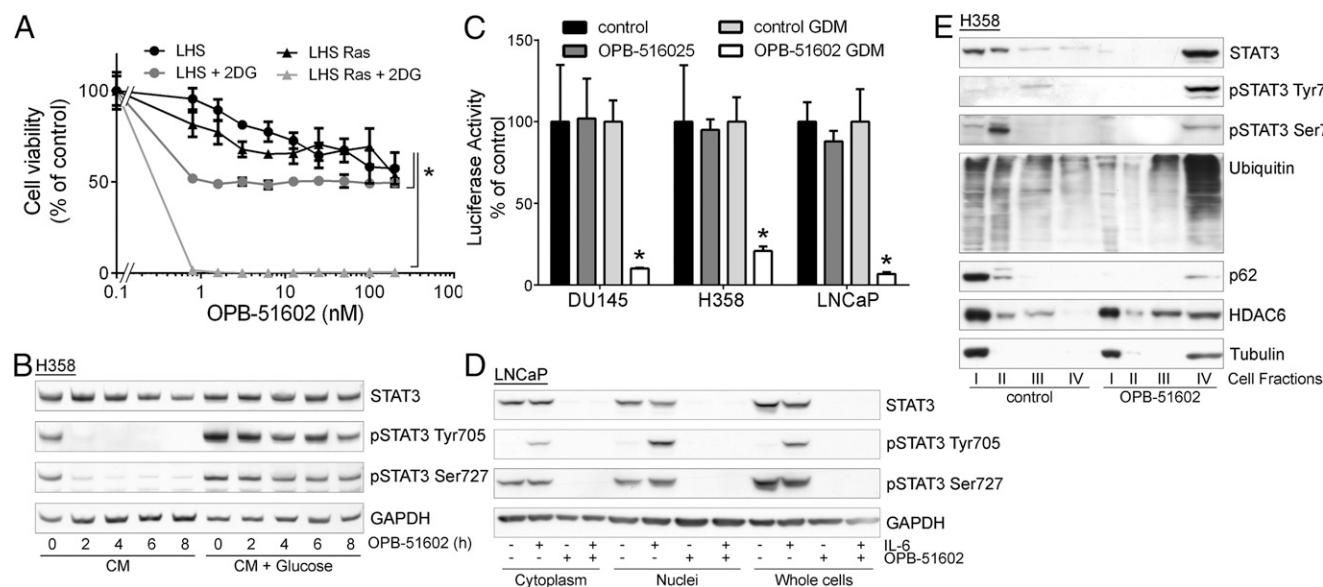 A
LHS
LHS Ras
LHS + 2DG
LHS Ras + 2DG
Cell viability
(% of control)
100
50
0
*
0.1 1 10 100
OPB-51602 (nM)
C
control
control GDM
OPB-516025
OPB-51602 GDM
Luciferase Activity
% of control
150
100
50
0
* * *
DU145 H358 LNCaP
E
H358
STAT3
pSTAT3 Tyr7
pSTAT3 Ser7
Ubiquitin
p62
HDAC6
Tubulin
I II III IV I II III IV Cell Fractions
control OPB-51602
B
H358
STAT3
pSTAT3 Tyr705
pSTAT3 Ser727
GAPDH
0 2 4 6 8 0 2 4 6 8 OPB-51602 (h)
CM CM + Glucose
D
LNCaP
STAT3
pSTAT3 Tyr705
pSTAT3 Ser727
GAPDH
- + - + - + - + - + - + IL-6
- - + + - - + + - - + + OPB-51602
Cytoplasm Nuclei Whole cells